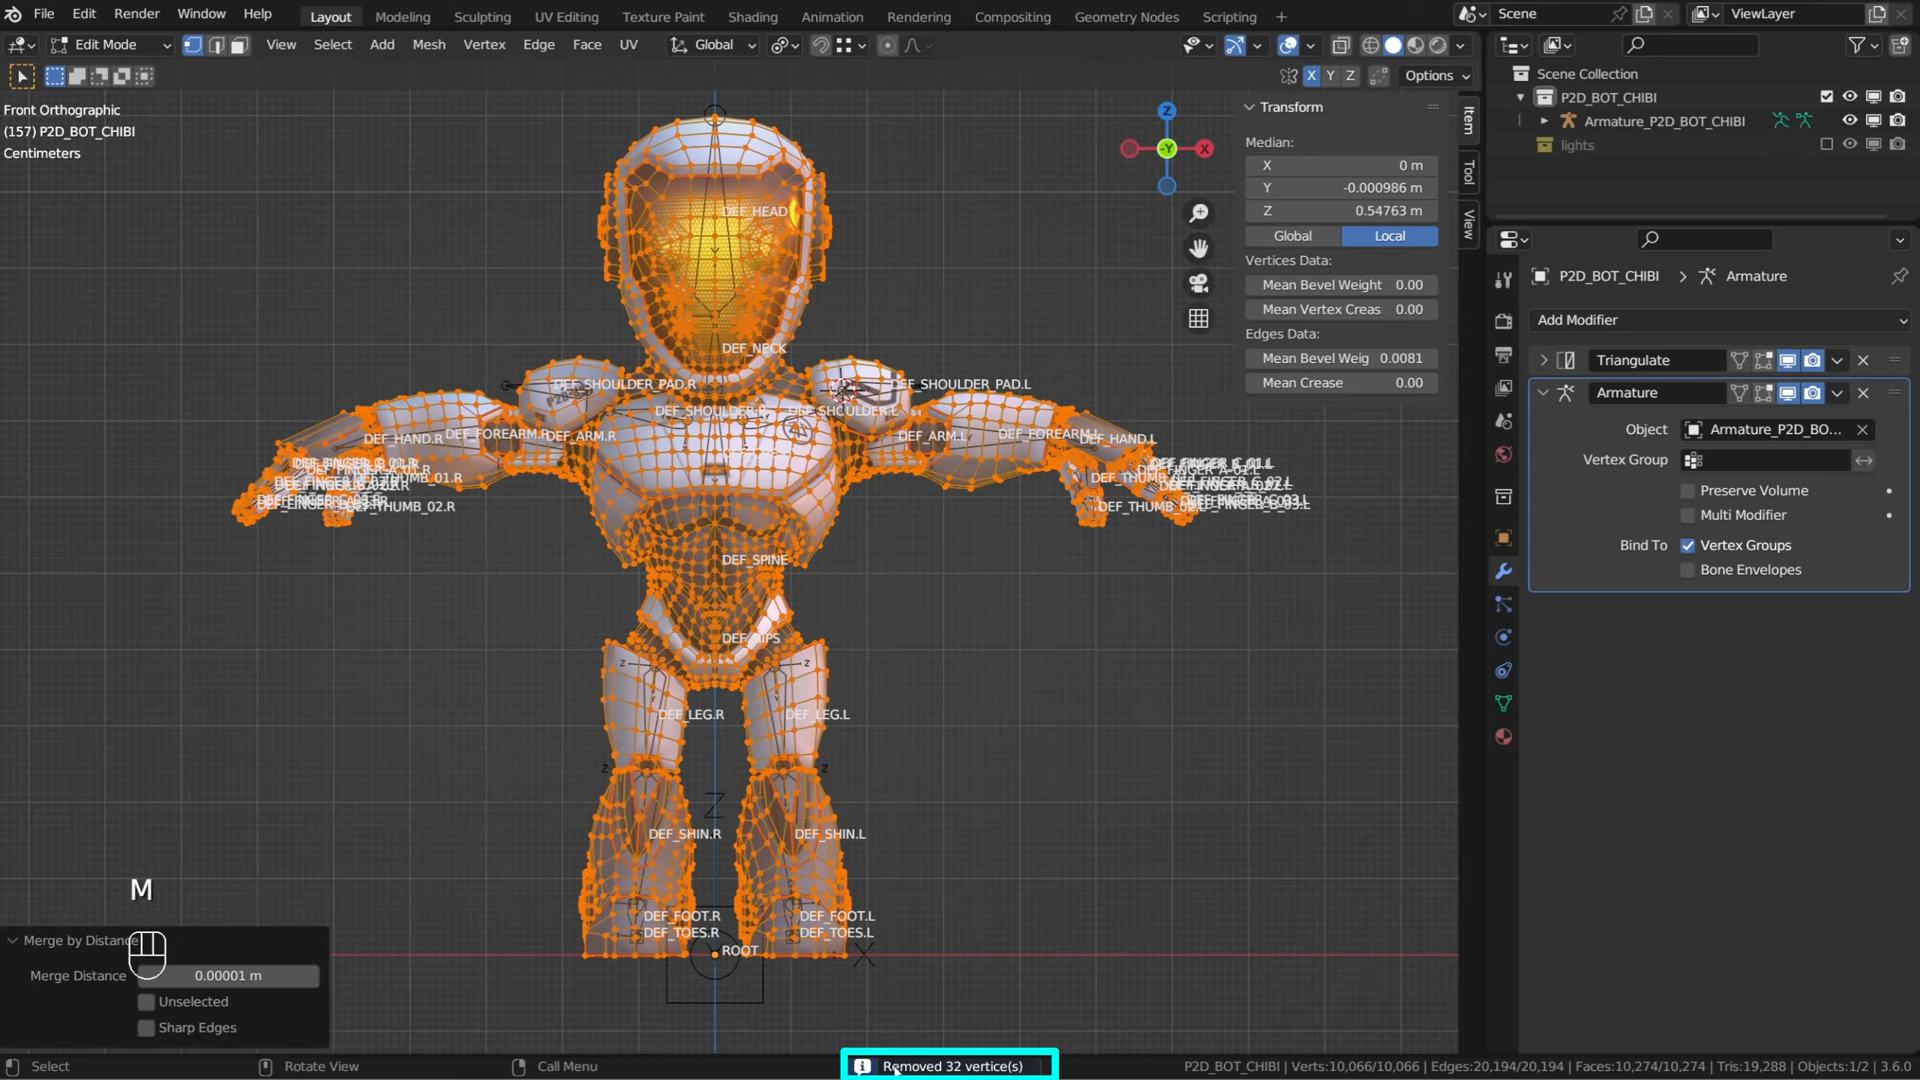 File Edit Render Window Help Layout Modeling Sculpting UV Editing Texture Paint Shading Animation Rendering Compositing Geometry Nodes Scripting + Scene ViewLayer
Edit Mode View Select Add Mesh Vertex Edge Face UV Global
X Y Z Options
Front Orthographic
(157) P2D_BOT_CHIBI
Centimeters
Z
-Y
X
DEF_HEAD
DEF_NECK
DEF_SHOULDER_PAD.R
DEF_SHOULDER_PAD.L
DEF_SHOULDER.R
DEF_SHOULDER.L
DEF_HAND.R
DEF_FOREARM.R
DEF_ARM.R
DEF_ARM.L
DEF_FOREARM.L
DEF_HAND.L
DEF_THUMB_02.R
DEF_SPINE
DEF_HIPS
z
z
DEF_LEG.R
DEF_LEG.L
z
z
Z
DEF_SHIN.R
DEF_SHIN.L
DEF_FOOT.R
DEF_FOOT.L
DEF_TOES.R
DEF_TOES.L
ROOT
X
Transform
Median:
X 0 m
Y -0.000986 m
Z 0.54763 m
Global Local
Vertices Data:
Mean Bevel Weight 0.00
Mean Vertex Creas 0.00
Edges Data:
Mean Bevel Weig 0.0081
Mean Crease 0.00
Item
Tool
View
Scene Collection
P2D_BOT_CHIBI
Armature_P2D_BOT_CHIBI
lights
P2D_BOT_CHIBI > Armature
Add Modifier
Triangulate
Armature
Object Armature_P2D_BO...
Vertex Group
Preserve Volume
Multi Modifier
Bind To Vertex Groups
Bone Envelopes
M
Merge by Distance
Merge Distance 0.00001 m
Unselected
Sharp Edges
Select Rotate View Call Menu Removed 32 vertice(s) P2D_BOT_CHIBI | Verts:10,066/10,066 | Edges:20,194/20,194 | Faces:10,274/10,274 | Tris:19,288 | Objects:1/2 | 3.6.0